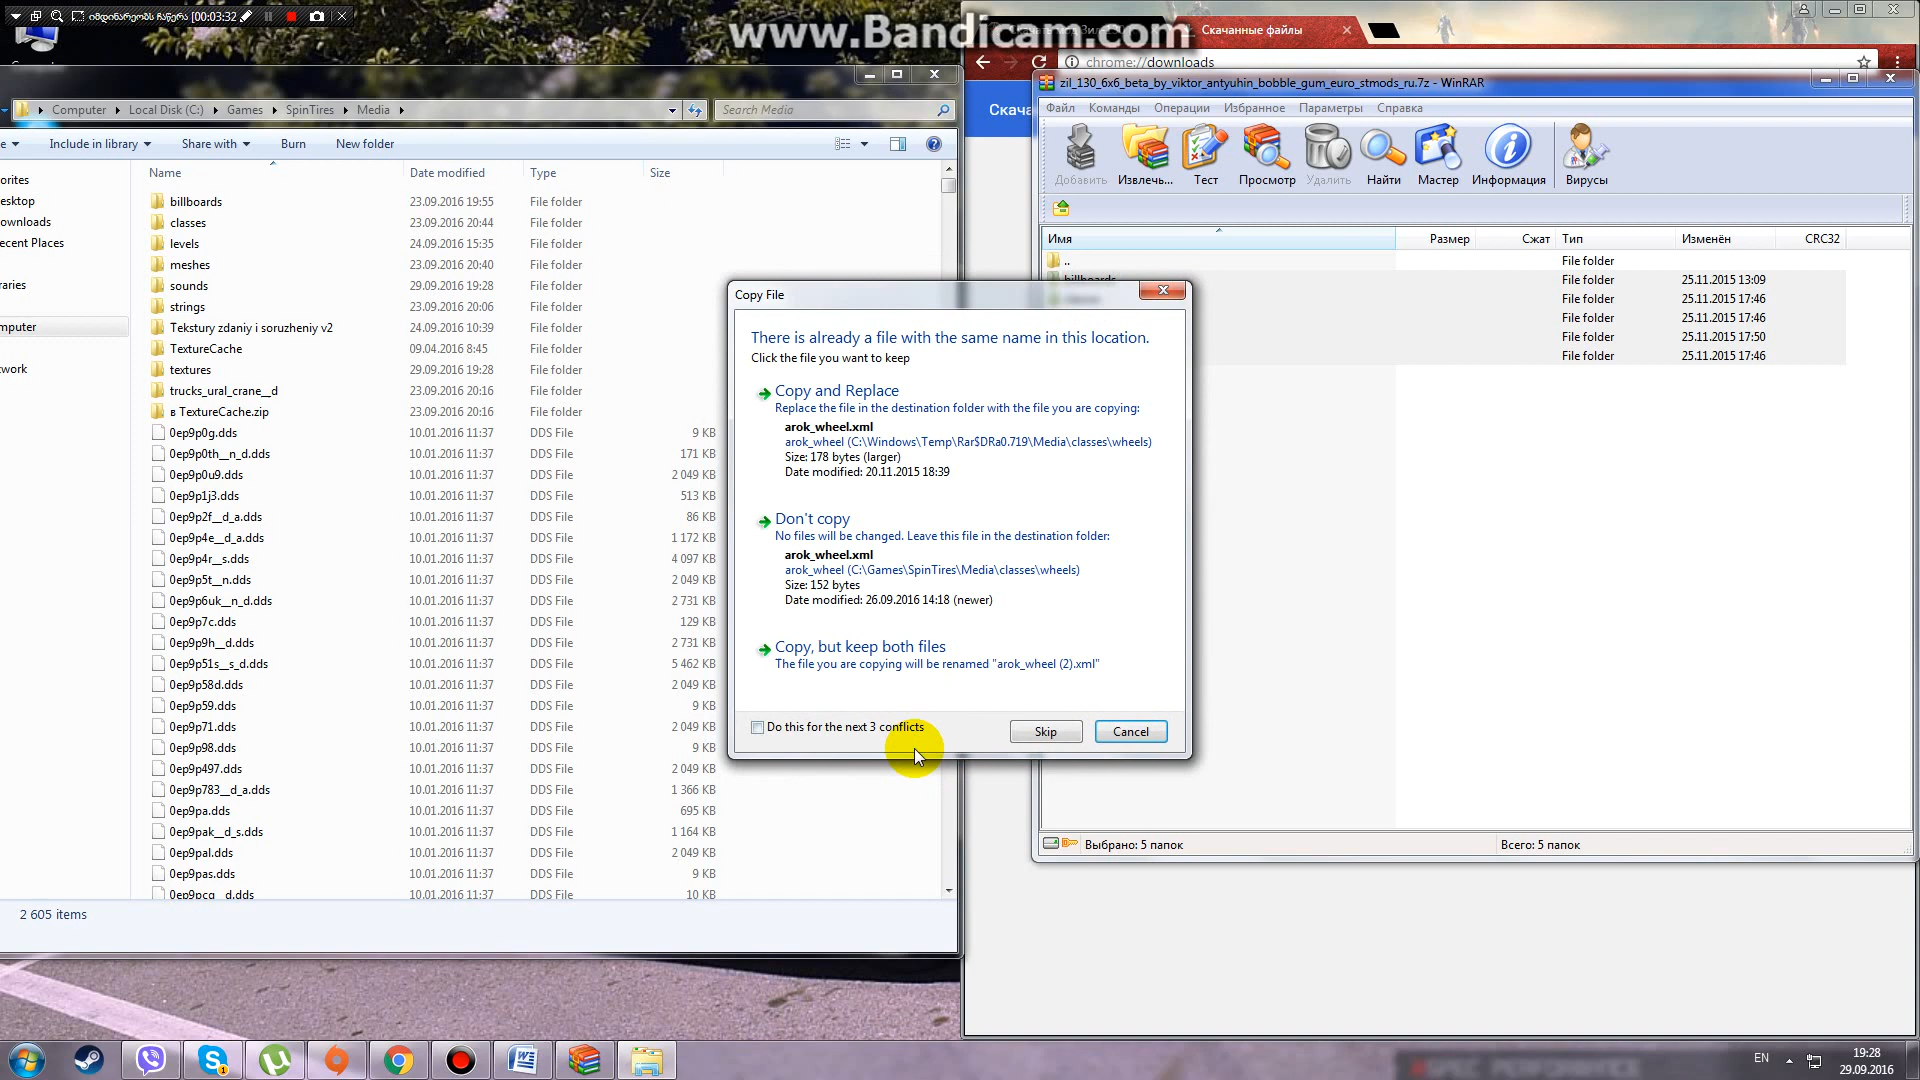 იმდინარეობს ჩაწერა [00:03:32]
www.Bandicam.com
Скачанные файлы
chrome://downloads
Computer
Local Disk (C:)
Games
SpinTires
Media
Search Media
Include in library
Share with
Burn
New folder
Name
Date modified
Type
Size
billboards 23.09.2016 19:55 File folder
classes 23.09.2016 20:44 File folder
levels 24.09.2016 15:35 File folder
meshes 23.09.2016 20:40 File folder
sounds 29.09.2016 19:28 File folder
strings 23.09.2016 20:06 File folder
Tekstury zdaniy i soruzheniy v2 24.09.2016 10:39 File folder
TextureCache 09.04.2016 8:45 File folder
textures 29.09.2016 19:28 File folder
trucks_ural_crane__d 23.09.2016 20:16 File folder
в TextureCache.zip 23.09.2016 20:16 File folder
0ep9p0g.dds 10.01.2016 11:37 DDS File 9 KB
0ep9p0th__n_d.dds 10.01.2016 11:37 DDS File 171 KB
0ep9p0u9.dds 10.01.2016 11:37 DDS File 2 049 KB
0ep9p1j3.dds 10.01.2016 11:37 DDS File 513 KB
0ep9p2f__d_a.dds 10.01.2016 11:37 DDS File 86 KB
0ep9p4e__d_a.dds 10.01.2016 11:37 DDS File 1 172 KB
0ep9p4r__s.dds 10.01.2016 11:37 DDS File 4 097 KB
0ep9p5t__n.dds 10.01.2016 11:37 DDS File 2 049 KB
0ep9p6uk__n_d.dds 10.01.2016 11:37 DDS File 2 731 KB
0ep9p7c.dds 10.01.2016 11:37 DDS File 129 KB
0ep9p9h__d.dds 10.01.2016 11:37 DDS File 2 731 KB
0ep9p51s__s_d.dds 10.01.2016 11:37 DDS File 5 462 KB
0ep9p58d.dds 10.01.2016 11:37 DDS File 2 049 KB
0ep9p59.dds 10.01.2016 11:37 DDS File 9 KB
0ep9p71.dds 10.01.2016 11:37 DDS File 2 049 KB
0ep9p98.dds 10.01.2016 11:37 DDS File 9 KB
0ep9p497.dds 10.01.2016 11:37 DDS File 2 049 KB
0ep9p783__d_a.dds 10.01.2016 11:37 DDS File 1 366 KB
0ep9pa.dds 10.01.2016 11:37 DDS File 695 KB
0ep9pak__d_s.dds 10.01.2016 11:37 DDS File 1 164 KB
0ep9pal.dds 10.01.2016 11:37 DDS File 2 049 KB
0ep9pas.dds 10.01.2016 11:37 DDS File 9 KB
0ep9pcq__d.dds 10.01.2016 11:37 DDS File 10 KB
orites
esktop
ownloads
ecent Places
raries
mputer
twork
2 605 items
Скача
zil_130_6x6_beta_by_viktor_antyuhin_bobble_gum_euro_stmods_ru.7z - WinRAR
Файл Команды Операции Избранное Параметры Справка
Добавить Извлечь... Тест Просмотр Удалить Найти Мастер Информация Вирусы
Имя Размер Сжат Тип Изменён CRC32
.. File folder
billboards File folder 25.11.2015 13:09
File folder 25.11.2015 17:46
File folder 25.11.2015 17:46
File folder 25.11.2015 17:50
File folder 25.11.2015 17:46
Выбрано: 5 папок
Всего: 5 папок
Copy File
There is already a file with the same name in this location.
Click the file you want to keep
Copy and Replace
Replace the file in the destination folder with the file you are copying:
arok_wheel.xml
arok_wheel (C:\Windows\Temp\Rar$DRa0.719\Media\classes\wheels)
Size: 178 bytes (larger)
Date modified: 20.11.2015 18:39
Don't copy
No files will be changed. Leave this file in the destination folder:
arok_wheel.xml
arok_wheel (C:\Games\SpinTires\Media\classes\wheels)
Size: 152 bytes
Date modified: 26.09.2016 14:18 (newer)
Copy, but keep both files
The file you are copying will be renamed "arok_wheel (2).xml"
Do this for the next 3 conflicts
Skip
Cancel
EN
19:28
29.09.2016